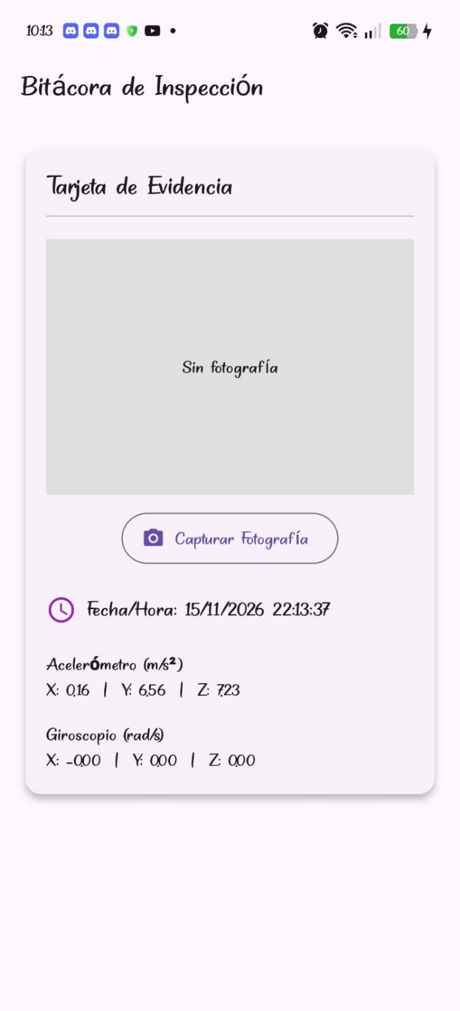 10:13
60
Bitácora de Inspección
Tarjeta de Evidencia
Sin fotografía
Capturar Fotografía
Fecha/Hora: 15/11/2026 22:13:37
Acelerómetro (m/s²)
X: 0.16 | Y: 6.56 | Z: 7.23
Giroscopio (rad/s)
X: -0.00 | Y: 0.00 | Z: 0.00